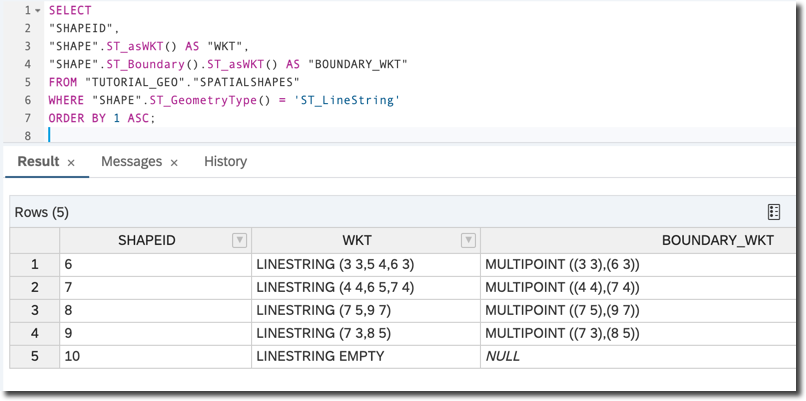 1 SELECT
2 "SHAPEID",
3 "SHAPE".ST_asWKT() AS "WKT",
4 "SHAPE".ST_Boundary().ST_asWKT() AS "BOUNDARY_WKT"
5 FROM "TUTORIAL_GEO"."SPATIALSHAPES"
6 WHERE "SHAPE".ST_GeometryType() = 'ST_LineString'
7 ORDER BY 1 ASC;
8
Result × Messages × History
Rows (5)
SHAPEID WKT BOUNDARY_WKT
1 6 LINESTRING (3 3,5 4,6 3) MULTIPOINT ((3 3),(6 3))
2 7 LINESTRING (4 4,6 5,7 4) MULTIPOINT ((4 4),(7 4))
3 8 LINESTRING (7 5,9 7) MULTIPOINT ((7 5),(9 7))
4 9 LINESTRING (7 3,8 5) MULTIPOINT ((7 3),(8 5))
5 10 LINESTRING EMPTY NULL